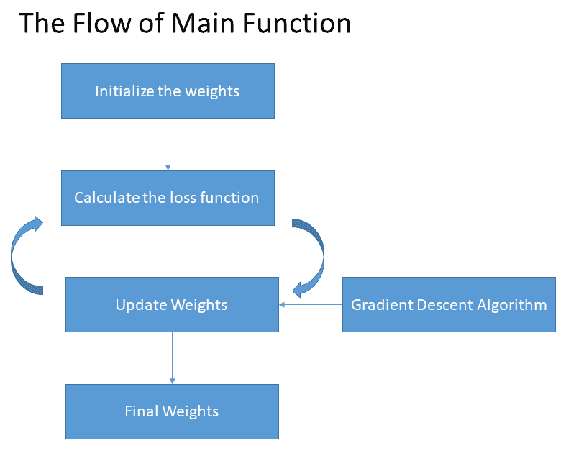 The Flow of Main Function
Initialize the weights
Calculate the loss function
Update Weights
Gradient Descent Algorithm
Final Weights